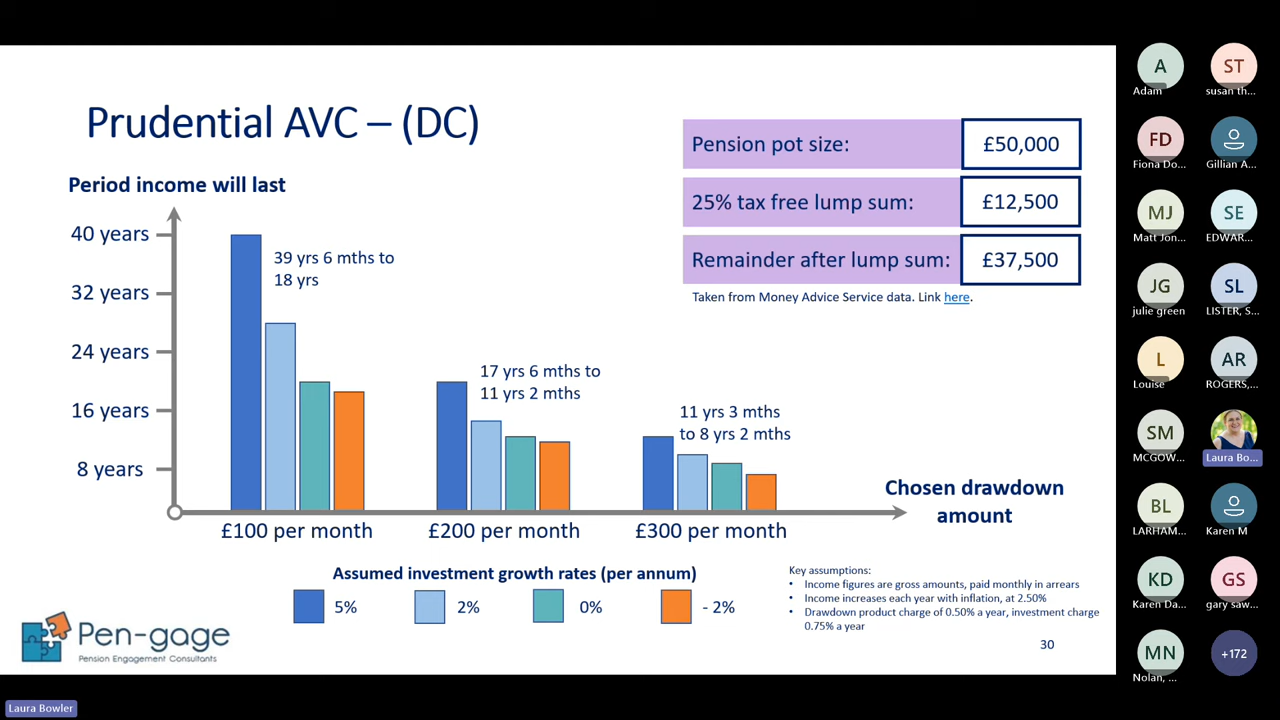 Prudential AVC – (DC)
Pension pot size:
£50,000
25% tax free lump sum:
£12,500
Remainder after lump sum:
£37,500
Taken from Money Advice Service data. Link here.
Period income will last
40 years
32 years
24 years
16 years
8 years
39 yrs 6 mths to
18 yrs
17 yrs 6 mths to
11 yrs 2 mths
11 yrs 3 mths
to 8 yrs 2 mths
Chosen drawdown
amount
£100 per month
£200 per month
£300 per month
Assumed investment growth rates (per annum)
5%
2%
0%
- 2%
Key assumptions:
• Income figures are gross amounts, paid monthly in arrears
• Income increases each year with inflation, at 2.50%
• Drawdown product charge of 0.50% a year, investment charge
0.75% a year
30
Pen-gage
Pension Engagement Consultants
A
Adam
ST
susan th...
FD
Fiona Do...
Gillian A...
MJ
Matt Jon...
SE
EDWAR...
JG
julie green
SL
LISTER, S...
L
Louise
AR
ROGERS,...
SM
MCGOW...
Laura Bo...
BL
LARHAM...
Karen M
KD
Karen Da...
GS
gary saw...
MN
Nolan, ...
+172
Laura Bowler